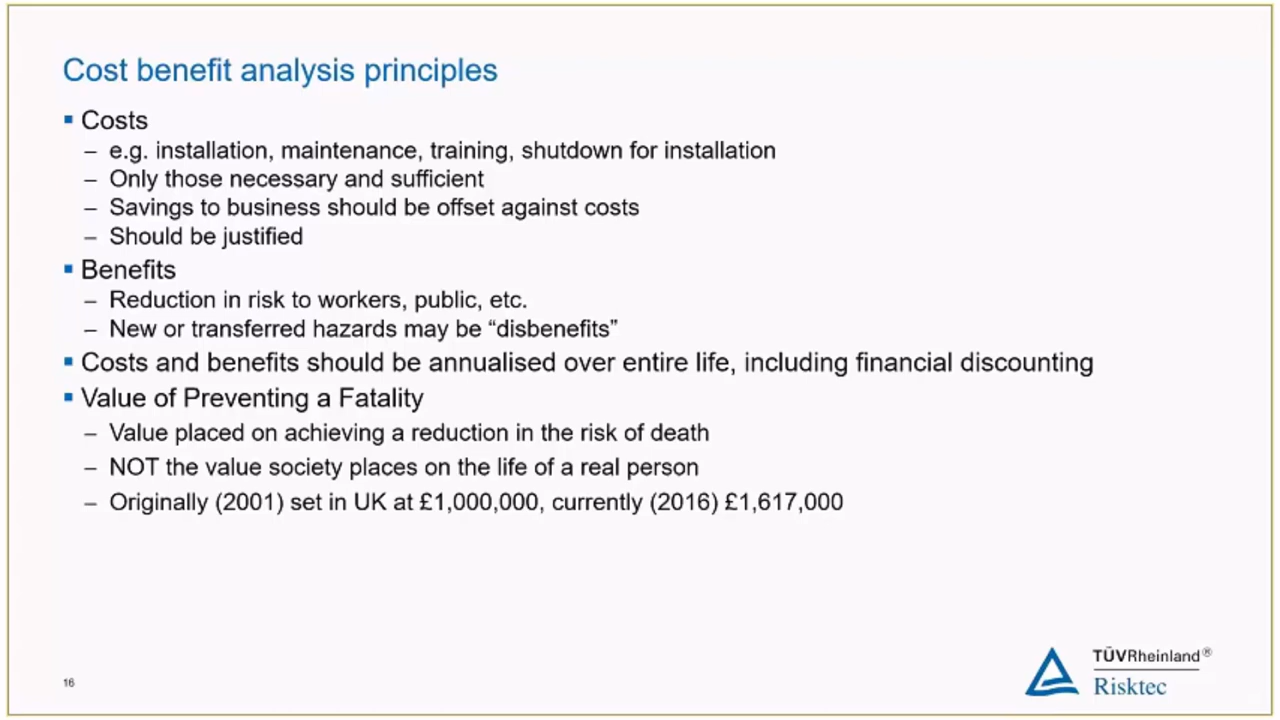 Cost benefit analysis principles
▪ Costs
– e.g. installation, maintenance, training, shutdown for installation
– Only those necessary and sufficient
– Savings to business should be offset against costs
– Should be justified
▪ Benefits
– Reduction in risk to workers, public, etc.
– New or transferred hazards may be “disbenefits”
▪ Costs and benefits should be annualised over entire life, including financial discounting
▪ Value of Preventing a Fatality
– Value placed on achieving a reduction in the risk of death
– NOT the value society places on the life of a real person
– Originally (2001) set in UK at £1,000,000, currently (2016) £1,617,000
16
TÜVRheinland®
Risktec